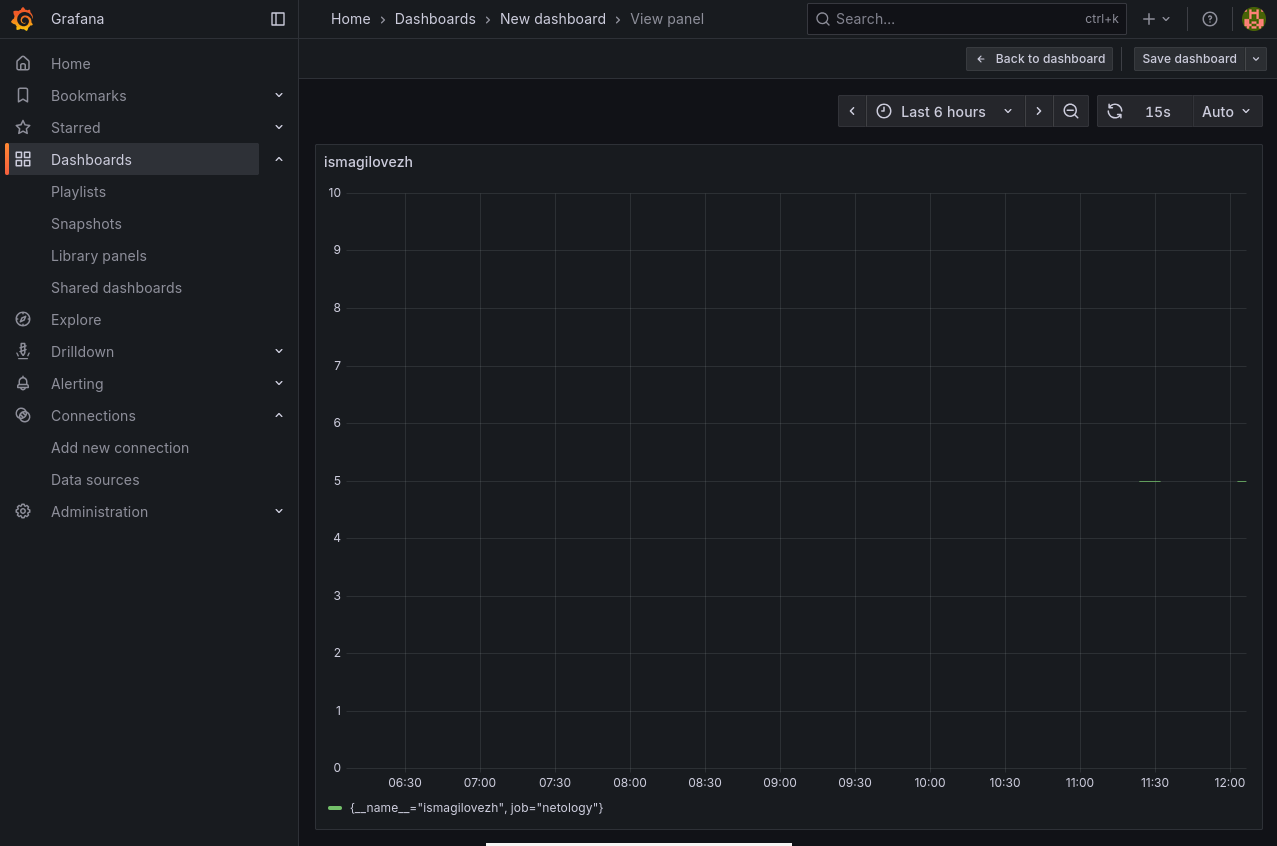 Grafana
Home › Dashboards › New dashboard › View panel
Search... ctrl+k
Back to dashboard
Save dashboard
Home
Bookmarks
Starred
Dashboards
Playlists
Snapshots
Library panels
Shared dashboards
Explore
Drilldown
Alerting
Connections
Add new connection
Data sources
Administration
Last 6 hours
15s
Auto
ismagilovezh
10
9
8
7
6
5
4
3
2
1
0
06:30 07:00 07:30 08:00 08:30 09:00 09:30 10:00 10:30 11:00 11:30 12:00
{__name__="ismagilovezh", job="netology"}